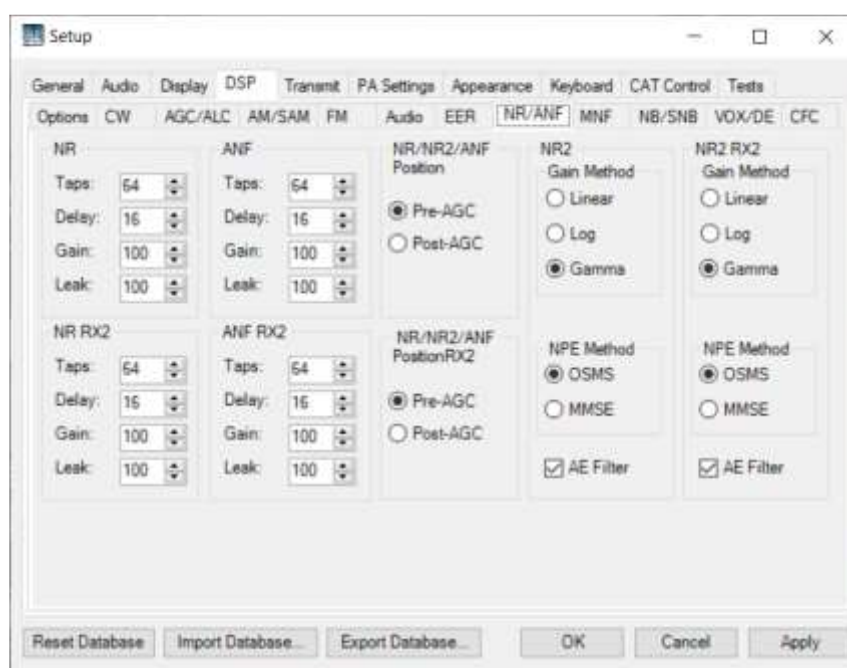 Setup
General Audio Display DSP Transmit PA Settings Appearance Keyboard CAT Control Tests
Options CW AGC/ALC AM/SAM FM Audio EER NR/ANF MNF NB/SNB VOX/DE CFC
NR
Taps: 64
Delay: 16
Gain: 100
Leak: 100
ANF
Taps: 64
Delay: 16
Gain: 100
Leak: 100
NR/NR2/ANF
Position
Pre-AGC
Post-AGC
NR2
Gain Method
Linear
Log
Gamma
NPE Method
OSMS
MMSE
AE Filter
NR2 RX2
Gain Method
Linear
Log
Gamma
NPE Method
OSMS
MMSE
AE Filter
NR RX2
Taps: 64
Delay: 16
Gain: 100
Leak: 100
ANF RX2
Taps: 64
Delay: 16
Gain: 100
Leak: 100
NR/NR2/ANF
PositionRX2
Pre-AGC
Post-AGC
Reset Database Import Database... Export Database... OK Cancel Apply